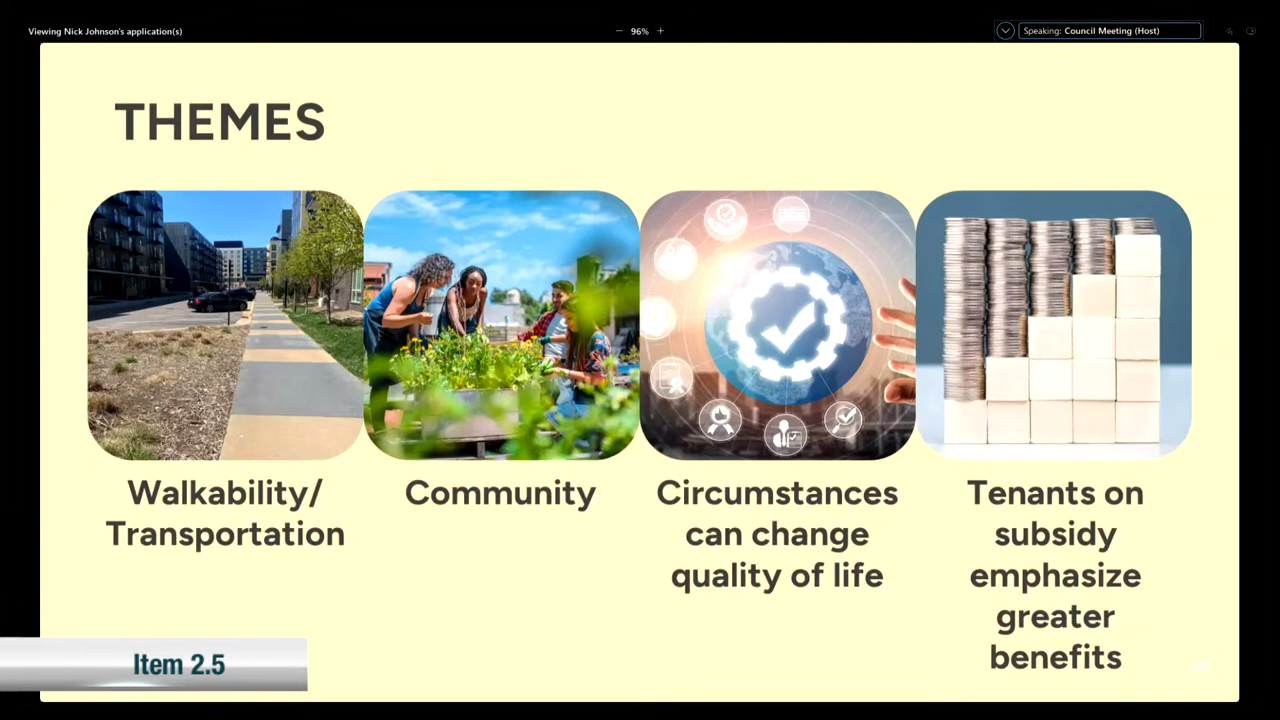 Viewing Nick Johnson's application(s)
96%
Speaking: Council Meeting (Host)
THEMES
Walkability/
Transportation
Community
Circumstances
can change
quality of life
Tenants on
subsidy
emphasize
greater
benefits
Item 2.5